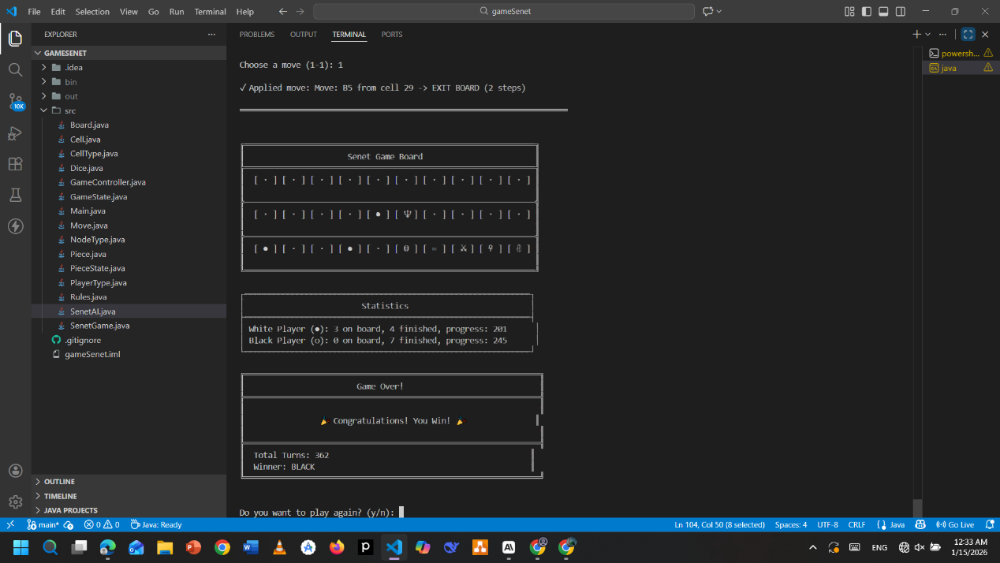 File Edit Selection View Go Run Terminal Help
gameSenet
EXPLORER
GAMESENET
.idea
bin
out
src
Board.java
Cell.java
CellType.java
Dice.java
GameController.java
GameState.java
Main.java
Move.java
NodeType.java
Piece.java
PieceState.java
PlayerType.java
Rules.java
SenetAI.java
SenetGame.java
.gitignore
gameSenet.iml
OUTLINE
TIMELINE
JAVA PROJECTS
10K
PROBLEMS OUTPUT TERMINAL PORTS
powersh...
java
Choose a move (1-1): 1
✓ Applied move: Move: B5 from cell 29 -> EXIT BOARD (2 steps)
Senet Game Board
[ · ][ · ][ · ][ · ][ · ][ · ][ · ][ · ][ · ][ · ]
[ · ][ · ][ · ][ · ][ ● ][ Ψ ][ · ][ · ][ · ][ · ]
Statistics
White Player (●): 3 on board, 4 finished, progress: 201
Black Player (○): 0 on board, 7 finished, progress: 245
Game Over!
🎉 Congratulations! You Win! 🎉
Total Turns: 362
Winner: BLACK
Do you want to play again? (y/n):
main* 0 0 Java: Ready Ln 104, Col 50 (8 selected) Spaces: 4 UTF-8 CRLF Java Go Live
ENG 12:33 AM
1/15/2026